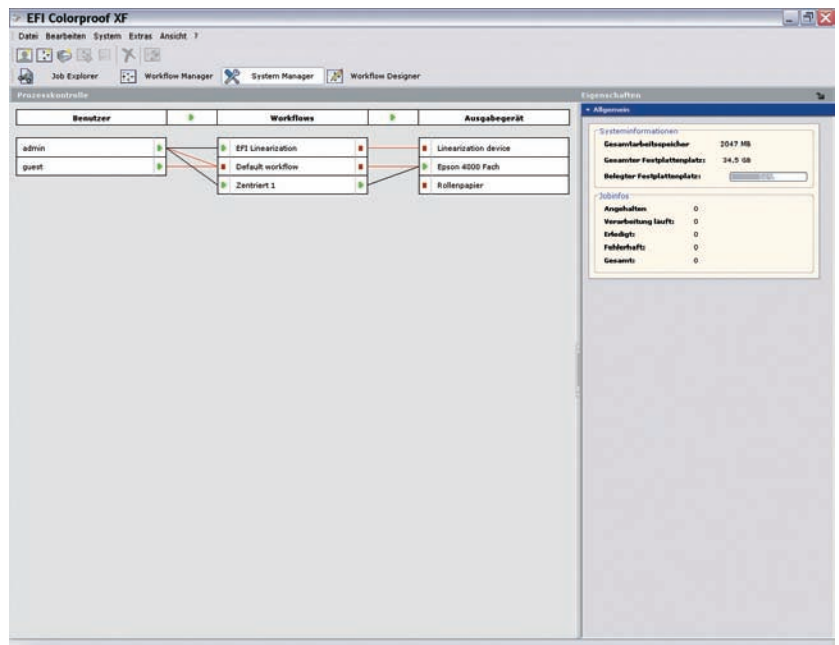 EFI Colorproof XF
Datei Bearbeiten System Extras Ansicht ?
Job Explorer Workflow Manager System Manager Workflow Designer
Prozesskontrolle
Eigenschaften
Benutzer Workflows Ausgabegerät
admin EFI Linearization Linearization device
guest Default workflow Epson 4000 Fach
Zentriert 1 Rollenpapier
Allgemein
Systeminformationen
Gesamtarbeitsspeicher 2047 MB
Gesamter Festplattenplatz: 34,5 GB
Belegter Festplattenplatz:
Jobinfos
Angehalten 0
Verarbeitung läuft: 0
Erledigt: 0
Fehlerhaft: 0
Gesamt: 0